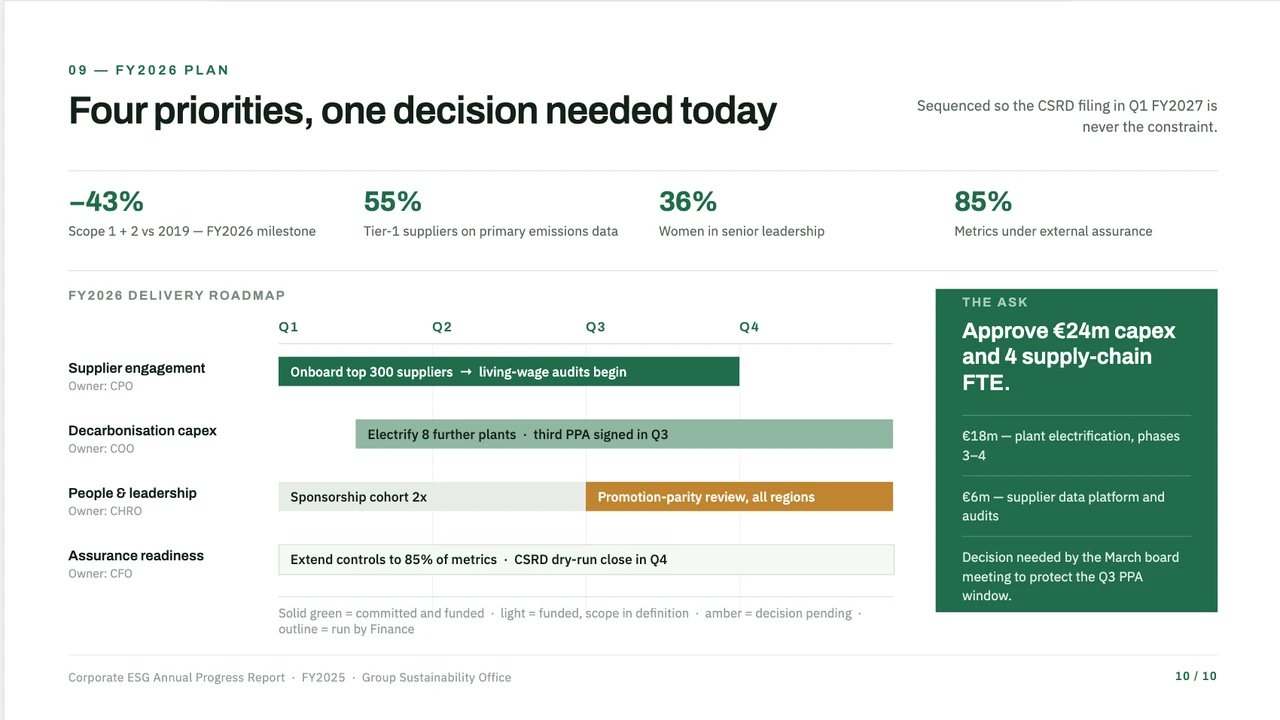 09 — FY2026 PLAN
Four priorities, one decision needed today
Sequenced so the CSRD filing in Q1 FY2027 is
never the constraint.
–43%
Scope 1 + 2 vs 2019 — FY2026 milestone
55%
Tier-1 suppliers on primary emissions data
36%
Women in senior leadership
85%
Metrics under external assurance
FY2026 DELIVERY ROADMAP
Q1 Q2 Q3 Q4
Supplier engagement
Owner: CPO
Onboard top 300 suppliers → living-wage audits begin
Decarbonisation capex
Owner: COO
Electrify 8 further plants · third PPA signed in Q3
People & leadership
Owner: CHRO
Sponsorship cohort 2x
Promotion-parity review, all regions
Assurance readiness
Owner: CFO
Extend controls to 85% of metrics · CSRD dry-run close in Q4
Solid green = committed and funded · light = funded, scope in definition · amber = decision pending ·
outline = run by Finance
THE ASK
Approve €24m capex
and 4 supply-chain
FTE.
€18m — plant electrification, phases
3–4
€6m — supplier data platform and
audits
Decision needed by the March board
meeting to protect the Q3 PPA
window.
Corporate ESG Annual Progress Report · FY2025 · Group Sustainability Office
10 / 10